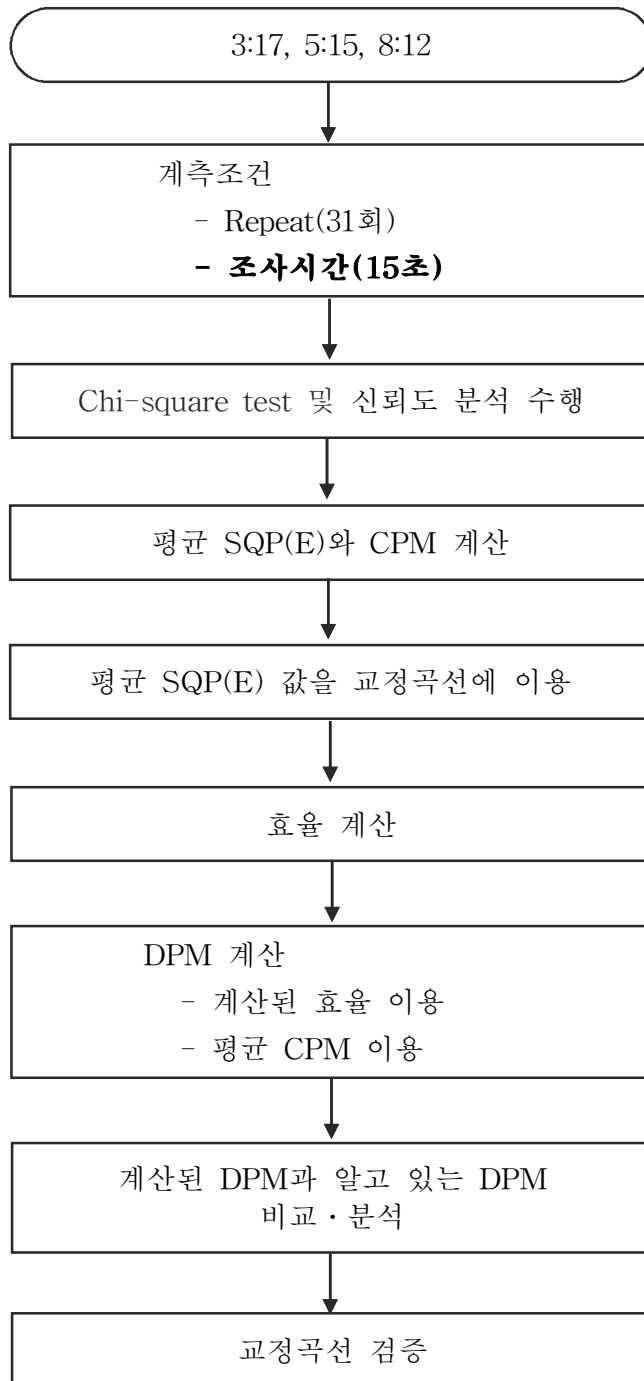 3:17, 5:15, 8:12
계측조건
- Repeat(31회)
- 조사시간(15초)
Chi-square test 및 신뢰도 분석 수행
평균 SQP(E)와 CPM 계산
평균 SQP(E) 값을 교정곡선에 이용
효율 계산
DPM 계산
- 계산된 효율 이용
- 평균 CPM 이용
계산된 DPM과 알고 있는 DPM
비교・분석
교정곡선 검증